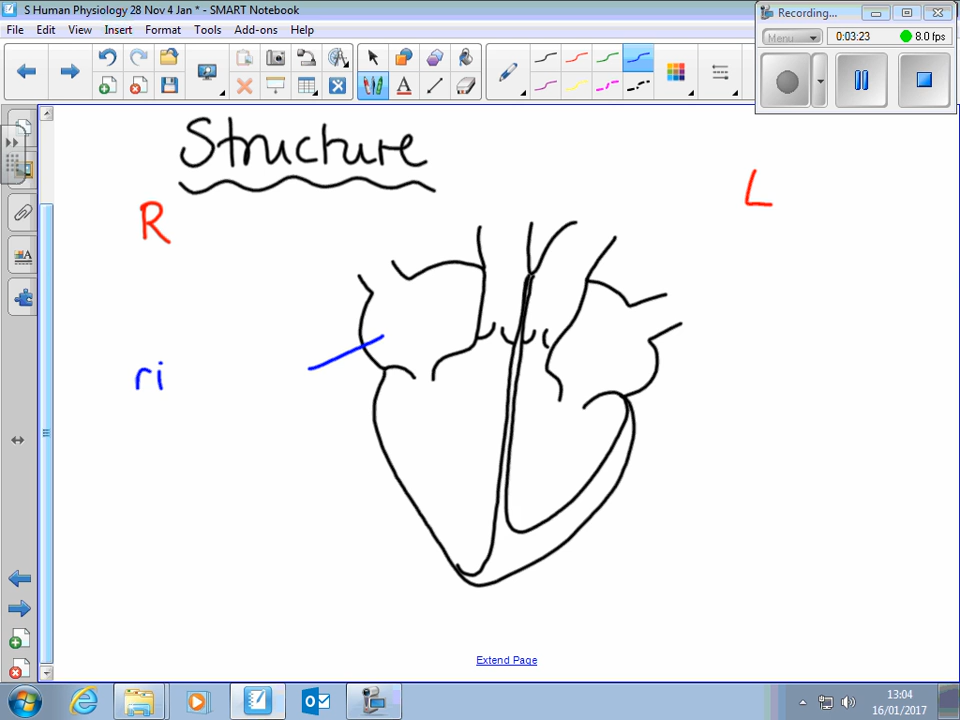 S Human Physiology 28 Nov 4 Jan * - SMART Notebook
File Edit View Insert Format Tools Add-ons Help
Recording...
Menu 0:03:23 8.0 fps
Structure
R
L
ri
Extend Page
13:04
16/01/2017